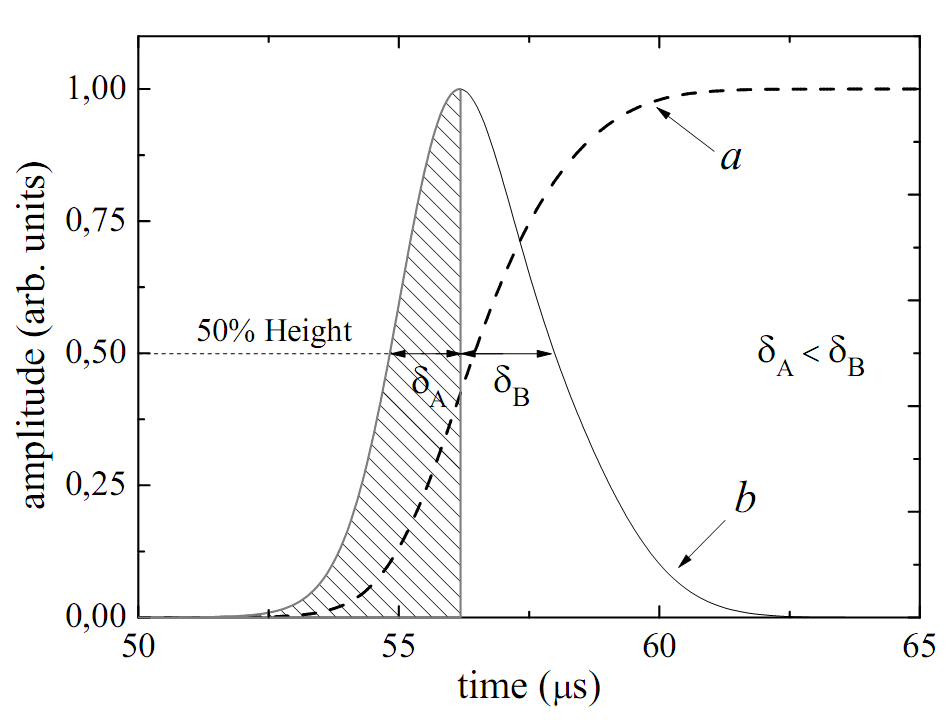 1,00
0,75
0,50
0,25
0,00
amplitude (arb. units)
50% Height
δA
δB
δA < δB
a
b
50
55
60
65
time (μs)